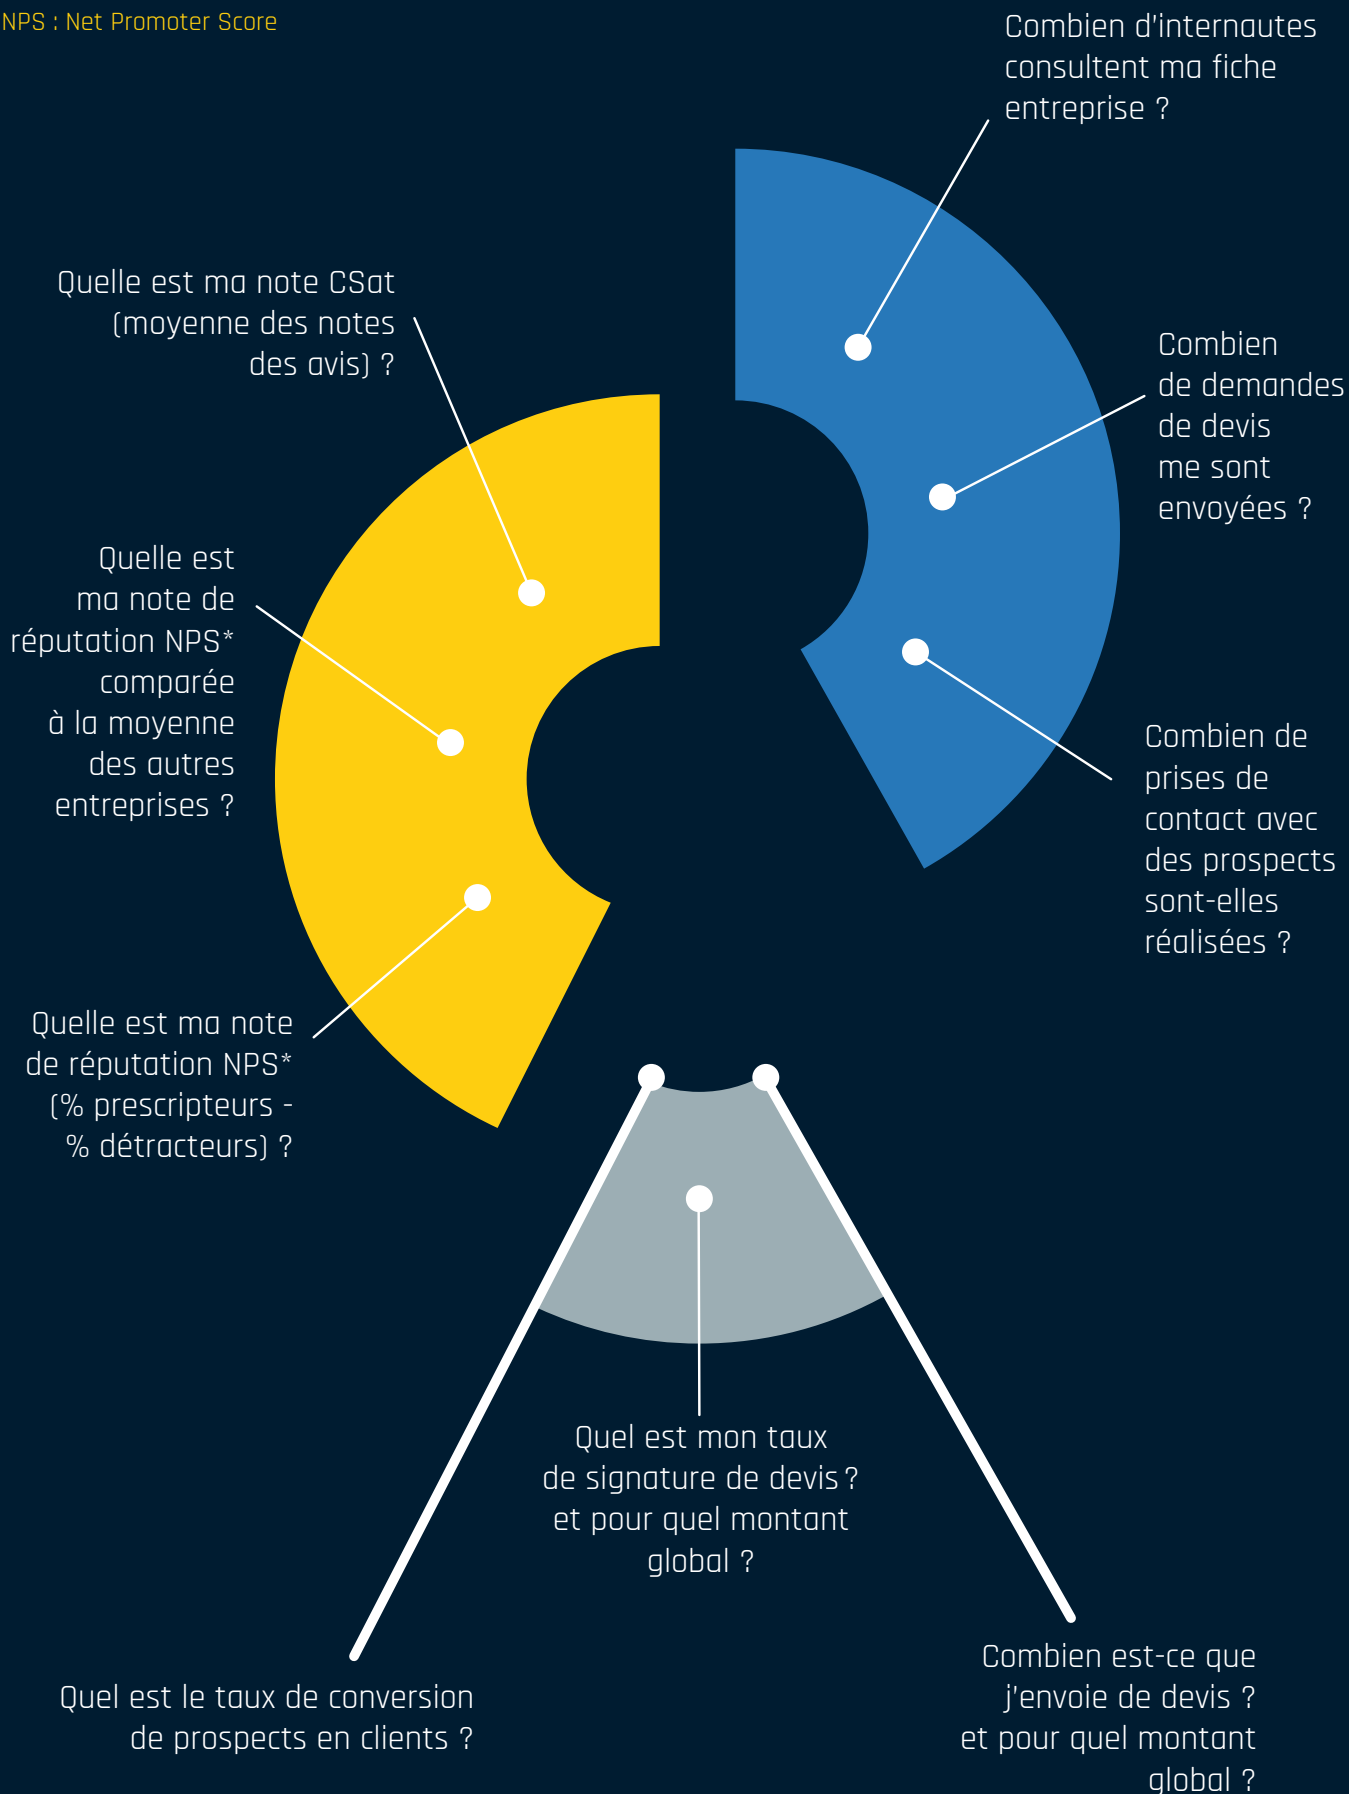 NPS : Net Promoter Score
Combien d'internautes
consultent ma fiche
entreprise ?
Quelle est ma note CSat
(moyenne des notes
des avis) ?
Combien
de demandes
de devis
me sont
envoyées ?
Quelle est
ma note de
réputation NPS*
comparée
à la moyenne
des autres
entreprises ?
Combien de
prises de
contact avec
des prospects
sont-elles
réalisées ?
Quelle est ma note
de réputation NPS*
(% prescripteurs -
% détracteurs) ?
Quel est mon taux
de signature de devis ?
et pour quel montant
global ?
Quel est le taux de conversion
de prospects en clients ?
Combien est-ce que
j'envoie de devis ?
et pour quel montant
global ?